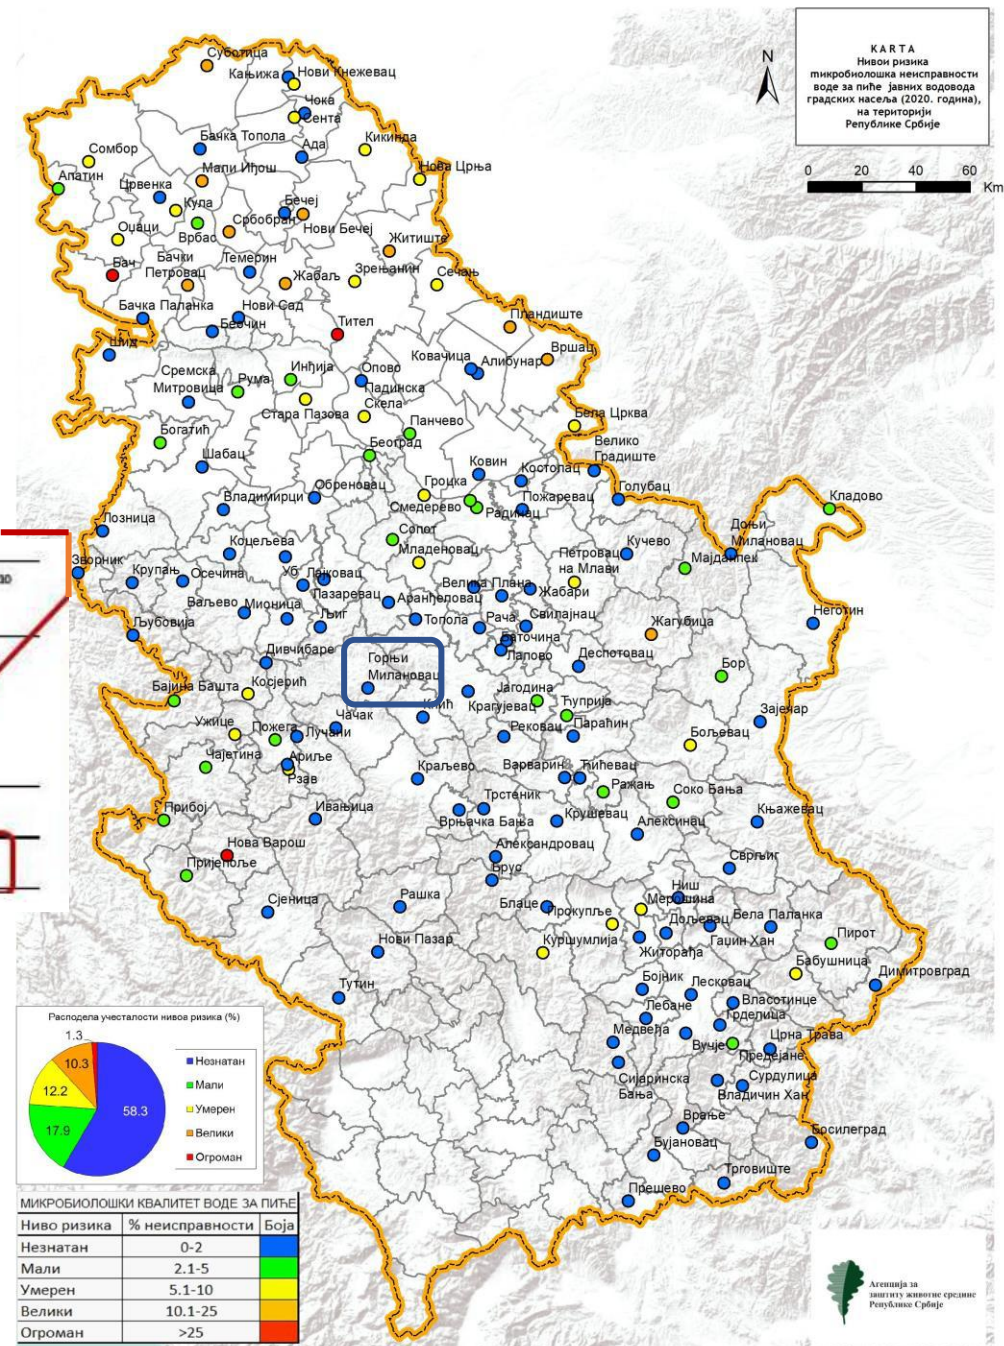 КАРТА
Нивои ризика
микробиолошка неисправности
воде за пиће јавних водовода
градских насеља (2020. година),
на територији
Републике Србије
N
0 20 40 60 Km
Суботица
Кањижа
Нови Кнежевац
Чока
Сента
Бачка Топола
Ада
Кикинда
Сомбор
Мали Иђош
Нова Црња
Апатин
Црвенка
Кула
Бечеј
Србобран
Врбас
Нови Бечеј
Оџаци
Житиште
Бач
Бачки
Петровац
Темерин
Жабаљ
Зрењанин
Сечањ
Бачка Паланка
Нови Сад
Беочин
Тител
Пландиште
Вршац
Шид
Ковачица
Алибунар
Сремска
Митровица
Рума
Инђија
Опово
Падинска
Скела
Стара Пазова
Панчево
Бела Црква
Богатић
Београд
Велико
Градиште
Шабац
Ковин
Костолац
Обреновац
Гроцка
Голубац
Владимирци
Смедерево
Радинац
Пожаревац
Кладово
Лозница
Сопот
Доњи
Милановац
Коцељева
Младеновац
Петровац
на Млави
Кучево
Мајданпек
Зворник
Крупањ
Осечина
Уб
Лајковац
Лазаревац
Велика Плана
Жабари
Ваљево
Мионица
Аранђеловац
Љиг
Топола
Рача
Свилајнац
Неготин
Љубовија
Баточина
Жагубица
Лапово
Дивчибаре
Горњи
Милановац
Деспотовац
Бор
Бајина Башта
Косјерић
Јагодина
Крагујевац
Ћуприја
Кнић
Зајечар
Ужице
Пожега
Чачак
Лучани
Рековац
Параћин
Бољевац
Чајетина
Ариље
Рзав
Краљево
Варварин
Ћићевац
Ражањ
Соко Бања
Прибој
Ивањица
Трстеник
Врњачка Бања
Крушевац
Алексинац
Књажевац
Нова Варош
Александровац
Пријепоље
Брус
Сврљиг
Сјеница
Рашка
Блаце
Прокупље
Ниш
Мерошина
Дољевац
Бела Паланка
Куршумлија
Житорађа
Гаџин Хан
Пирот
Нови Пазар
Бабушница
Димитровград
Тутин
Бојник
Лесковац
Власотинце
Лебане
Грделица
Медвеђа
Вучје
Црна Трава
Предејане
Сијаринска
Бања
Сурдулица
Владичин Хан
Врање
Босилеград
Бујановац
Трговиште
Прешево
Расподела учесталости нивоа ризика (%)
1.3
10.3
12.2
17.9
58.3
Незнатан
Мали
Умерен
Велики
Огроман
МИКРОБИОЛОШКИ КВАЛИТЕТ ВОДЕ ЗА ПИЋЕ
Ниво ризика % неисправности Боја
Незнатан 0-2
Мали 2.1-5
Умерен 5.1-10
Велики 10.1-25
Огроман >25
Агенција за
заштиту животне средине
Републике Србије